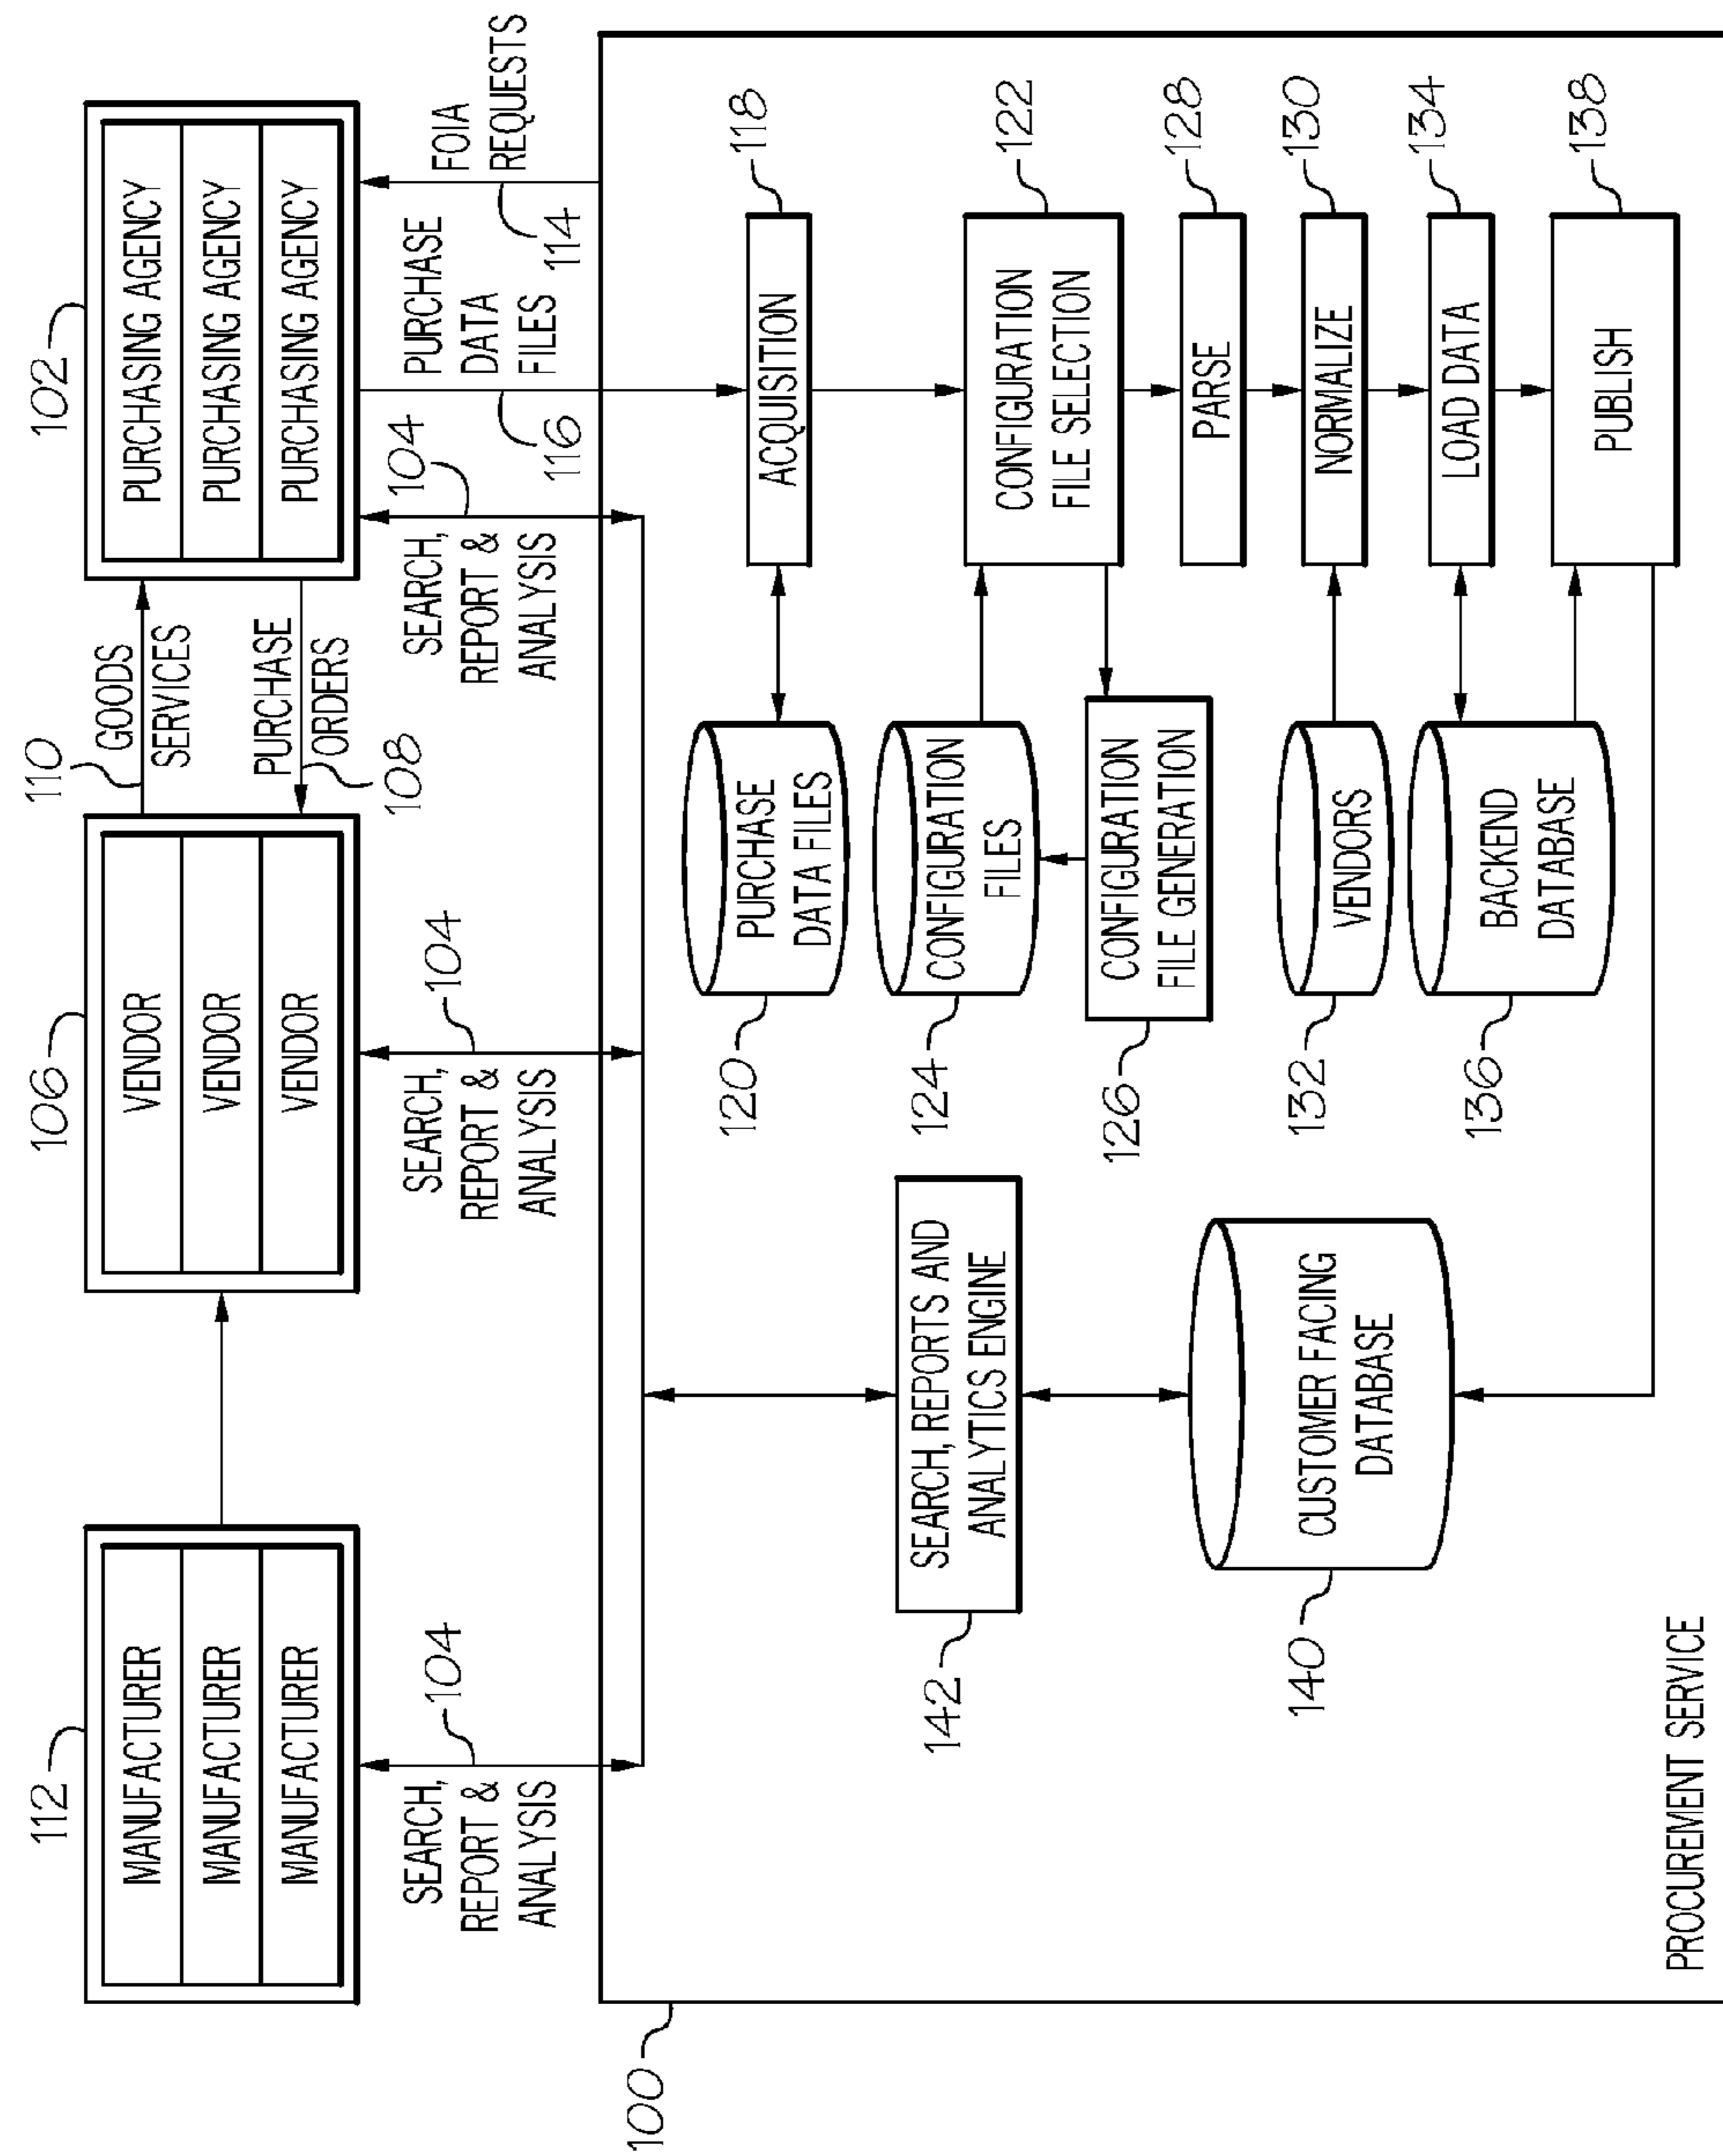 112
MANUFACTURER
MANUFACTURER
MANUFACTURER
106
VENDOR
VENDOR
VENDOR
110
GOODS
SERVICES
PURCHASE
ORDERS
108
102
PURCHASING AGENCY
PURCHASING AGENCY
PURCHASING AGENCY
SEARCH,
REPORT &
ANALYSIS
104
SEARCH,
REPORT &
ANALYSIS
104
SEARCH,
REPORT &
ANALYSIS
104
116
PURCHASE
DATA
FILES
114
FOIA
REQUESTS
100
ACQUISITION
118
120
PURCHASE
DATA FILES
CONFIGURATION
FILE SELECTION
122
124
CONFIGURATION
FILES
126
CONFIGURATION
FILE GENERATION
PARSE
128
NORMALIZE
130
132
VENDORS
LOAD DATA
134
136
BACKEND
DATABASE
PUBLISH
138
142
SEARCH, REPORTS AND
ANALYTICS ENGINE
140
CUSTOMER FACING
DATABASE
PROCUREMENT SERVICE